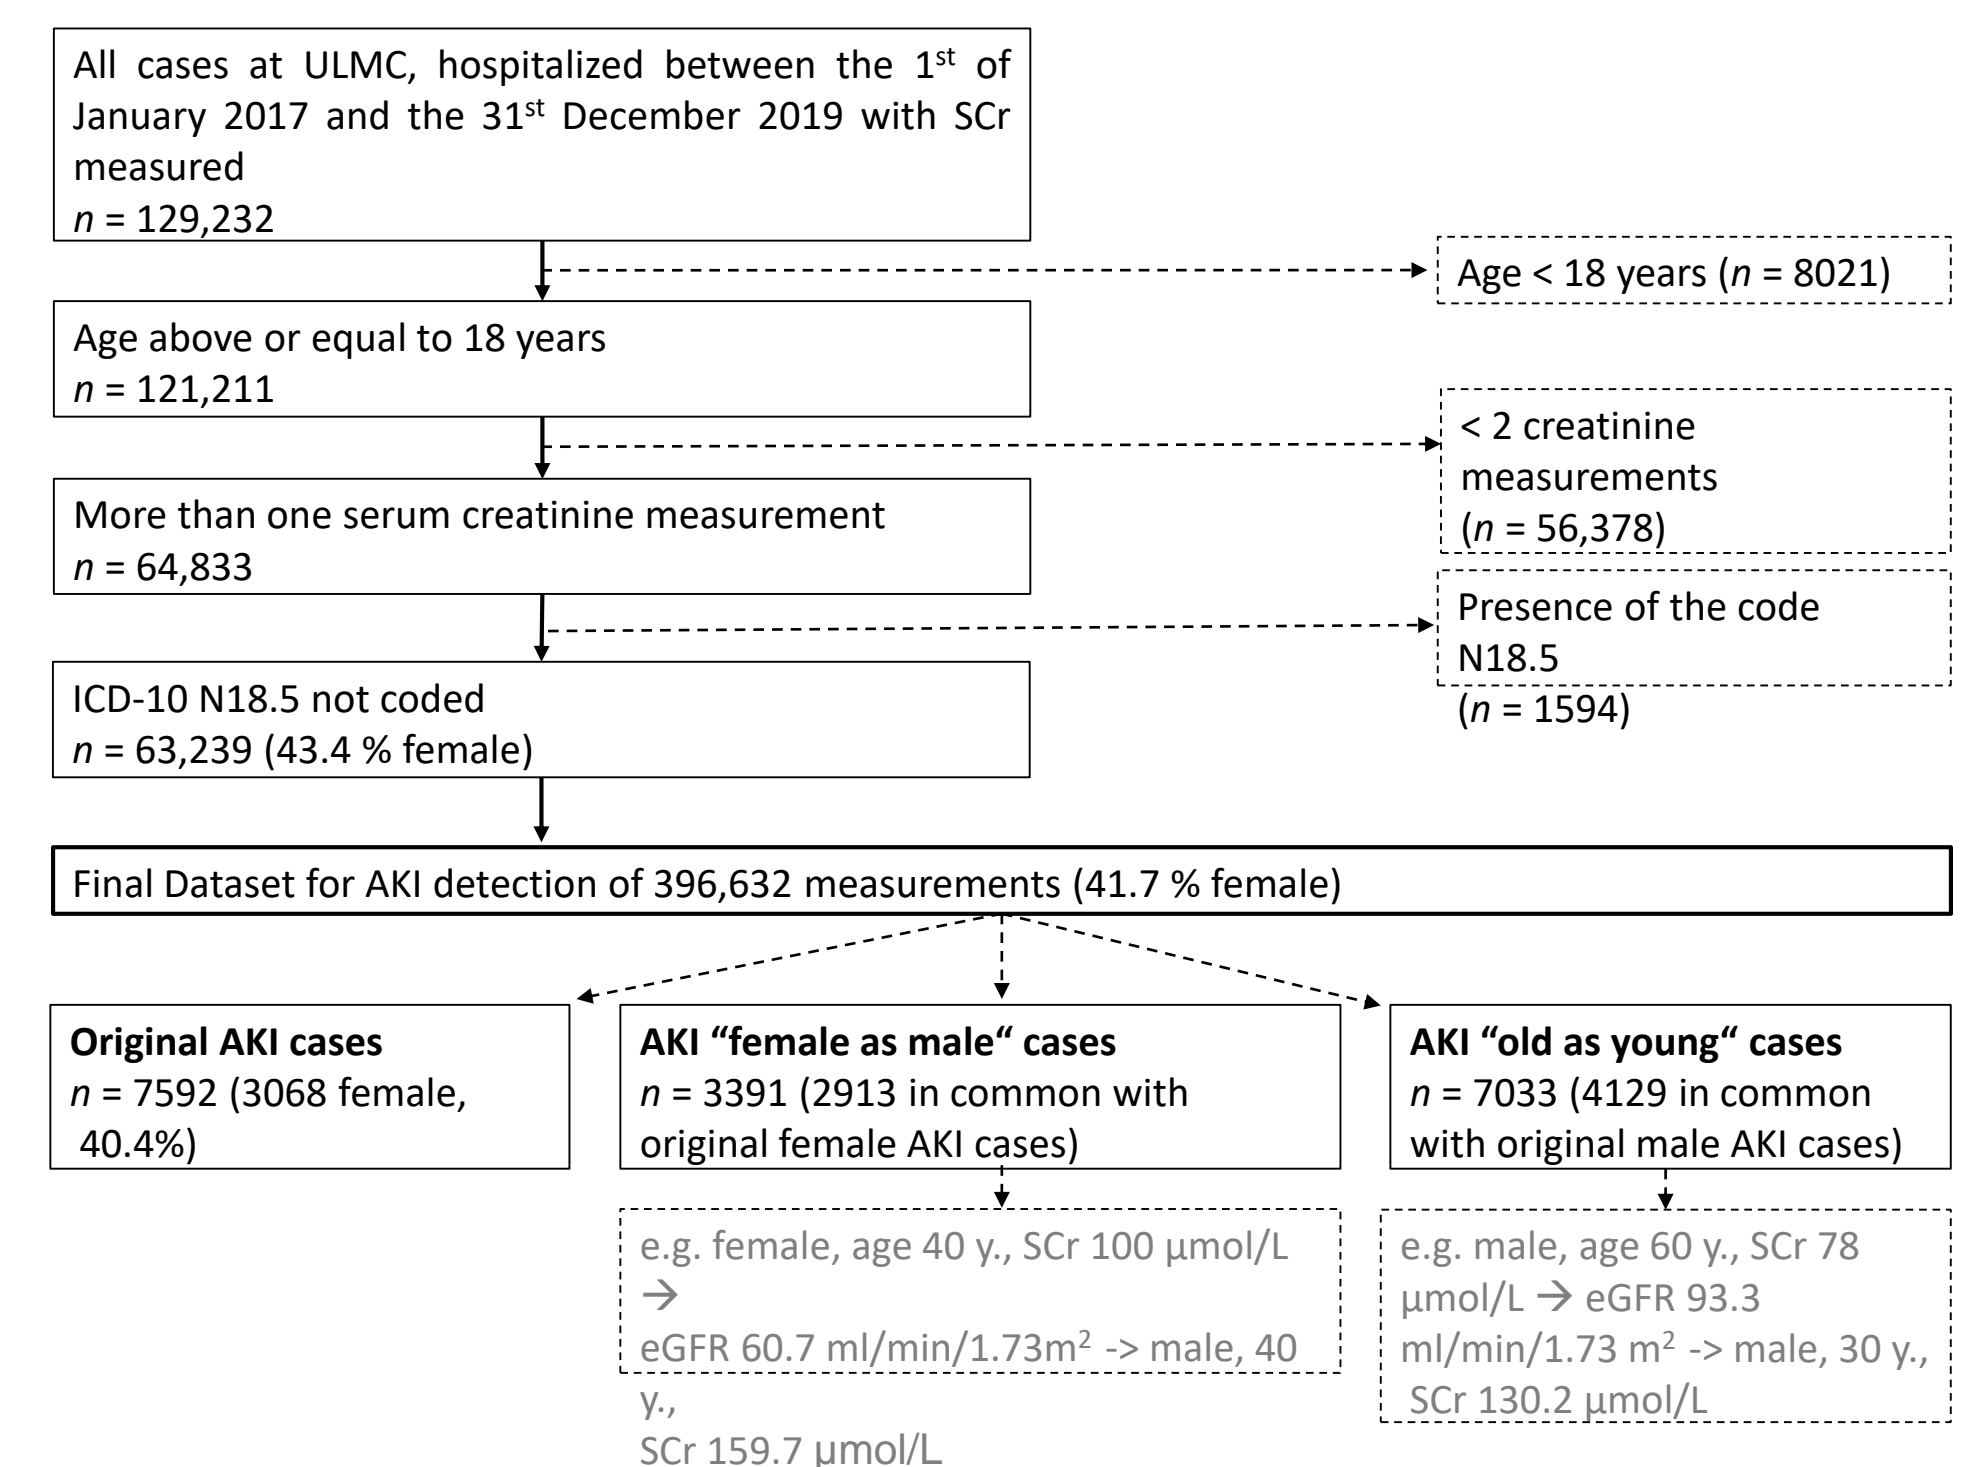 All cases at ULMC, hospitalized between the 1st of
January 2017 and the 31st December 2019 with SCr
measured
n = 129,232
Age < 18 years (n = 8021)
Age above or equal to 18 years
n = 121,211
< 2 creatinine
measurements
(n = 56,378)
More than one serum creatinine measurement
n = 64,833
Presence of the code
N18.5
(n = 1594)
ICD-10 N18.5 not coded
n = 63,239 (43.4 % female)
Final Dataset for AKI detection of 396,632 measurements (41.7 % female)
Original AKI cases
n = 7592 (3068 female,
40.4%)
AKI “female as male“ cases
n = 3391 (2913 in common with
original female AKI cases)
AKI “old as young“ cases
n = 7033 (4129 in common
with original male AKI cases)
e.g. female, age 40 y., SCr 100 µmol/L
→
eGFR 60.7 ml/min/1.73m² -> male, 40
y.,
SCr 159.7 µmol/L
e.g. male, age 60 y., SCr 78
µmol/L → eGFR 93.3
ml/min/1.73 m² -> male, 30 y.,
SCr 130.2 µmol/L